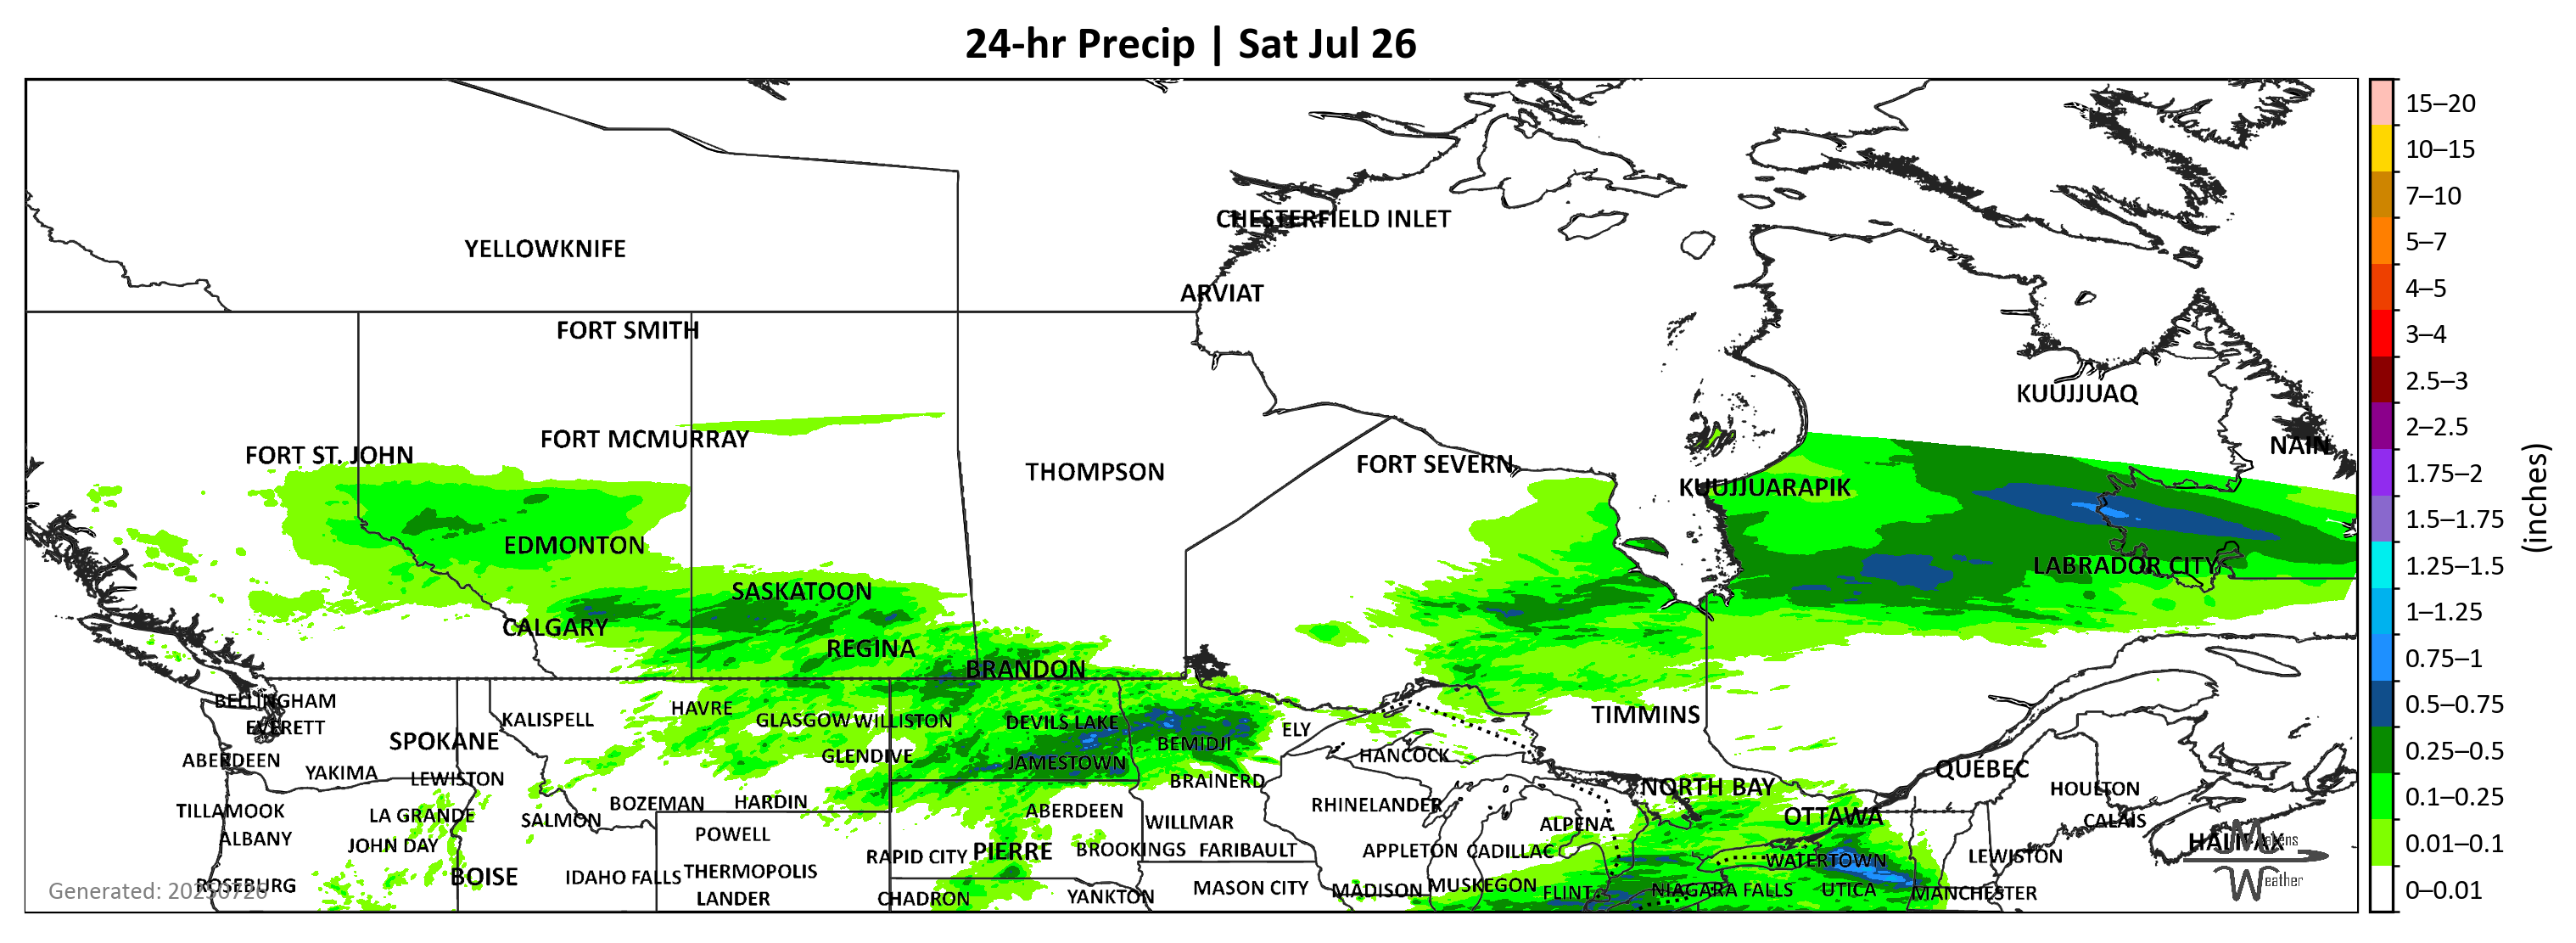 24-hr Precip | Sat Jul 26
15–20
10–15
7–10
5–7
4–5
3–4
2.5–3
2–2.5
1.75–2
1.5–1.75
1.25–1.5
1–1.25
0.75–1
0.5–0.75
0.25–0.5
0.1–0.25
0.01–0.1
0–0.01
(inches)
CHESTERFIELD INLET
YELLOWKNIFE
ARVIAT
FORT SMITH
KUUJJUAQ
FORT MCMURRAY
NAIN
FORT ST. JOHN
FORT SEVERN
THOMPSON
KUUJJUARAPIK
EDMONTON
LABRADOR CITY
SASKATOON
CALGARY
REGINA
BRANDON
BELLINGHAM
HAVRE
TIMMINS
KALISPELL
GLASGOW
WILLISTON
DEVILS LAKE
EVERETT
ELY
SPOKANE
BEMIDJI
GLENDIVE
HANCOCK
ABERDEEN
JAMESTOWN
QUÉBEC
YAKIMA
LEWISTON
BRAINERD
NORTH BAY
HOULTON
BOZEMAN
HARDIN
RHINELANDER
TILLAMOOK
ABERDEEN
LA GRANDE
OTTAWA
SALMON
WILLMAR
CALAIS
ALPENA
ALBANY
POWELL
HALIFAX
JOHN DAY
BROOKINGS
FARIBAULT
APPLETON
CADILLAC
PIERRE
RAPID CITY
LEWISTON
WATERTOWN
THERMOPOLIS
BOISE
IDAHO FALLS
ROSEBURG
MUSKEGON
MASON CITY
MADISON
NIAGARA FALLS
UTICA
FLINT
MANCHESTER
YANKTON
LANDER
CHADRON
Weather